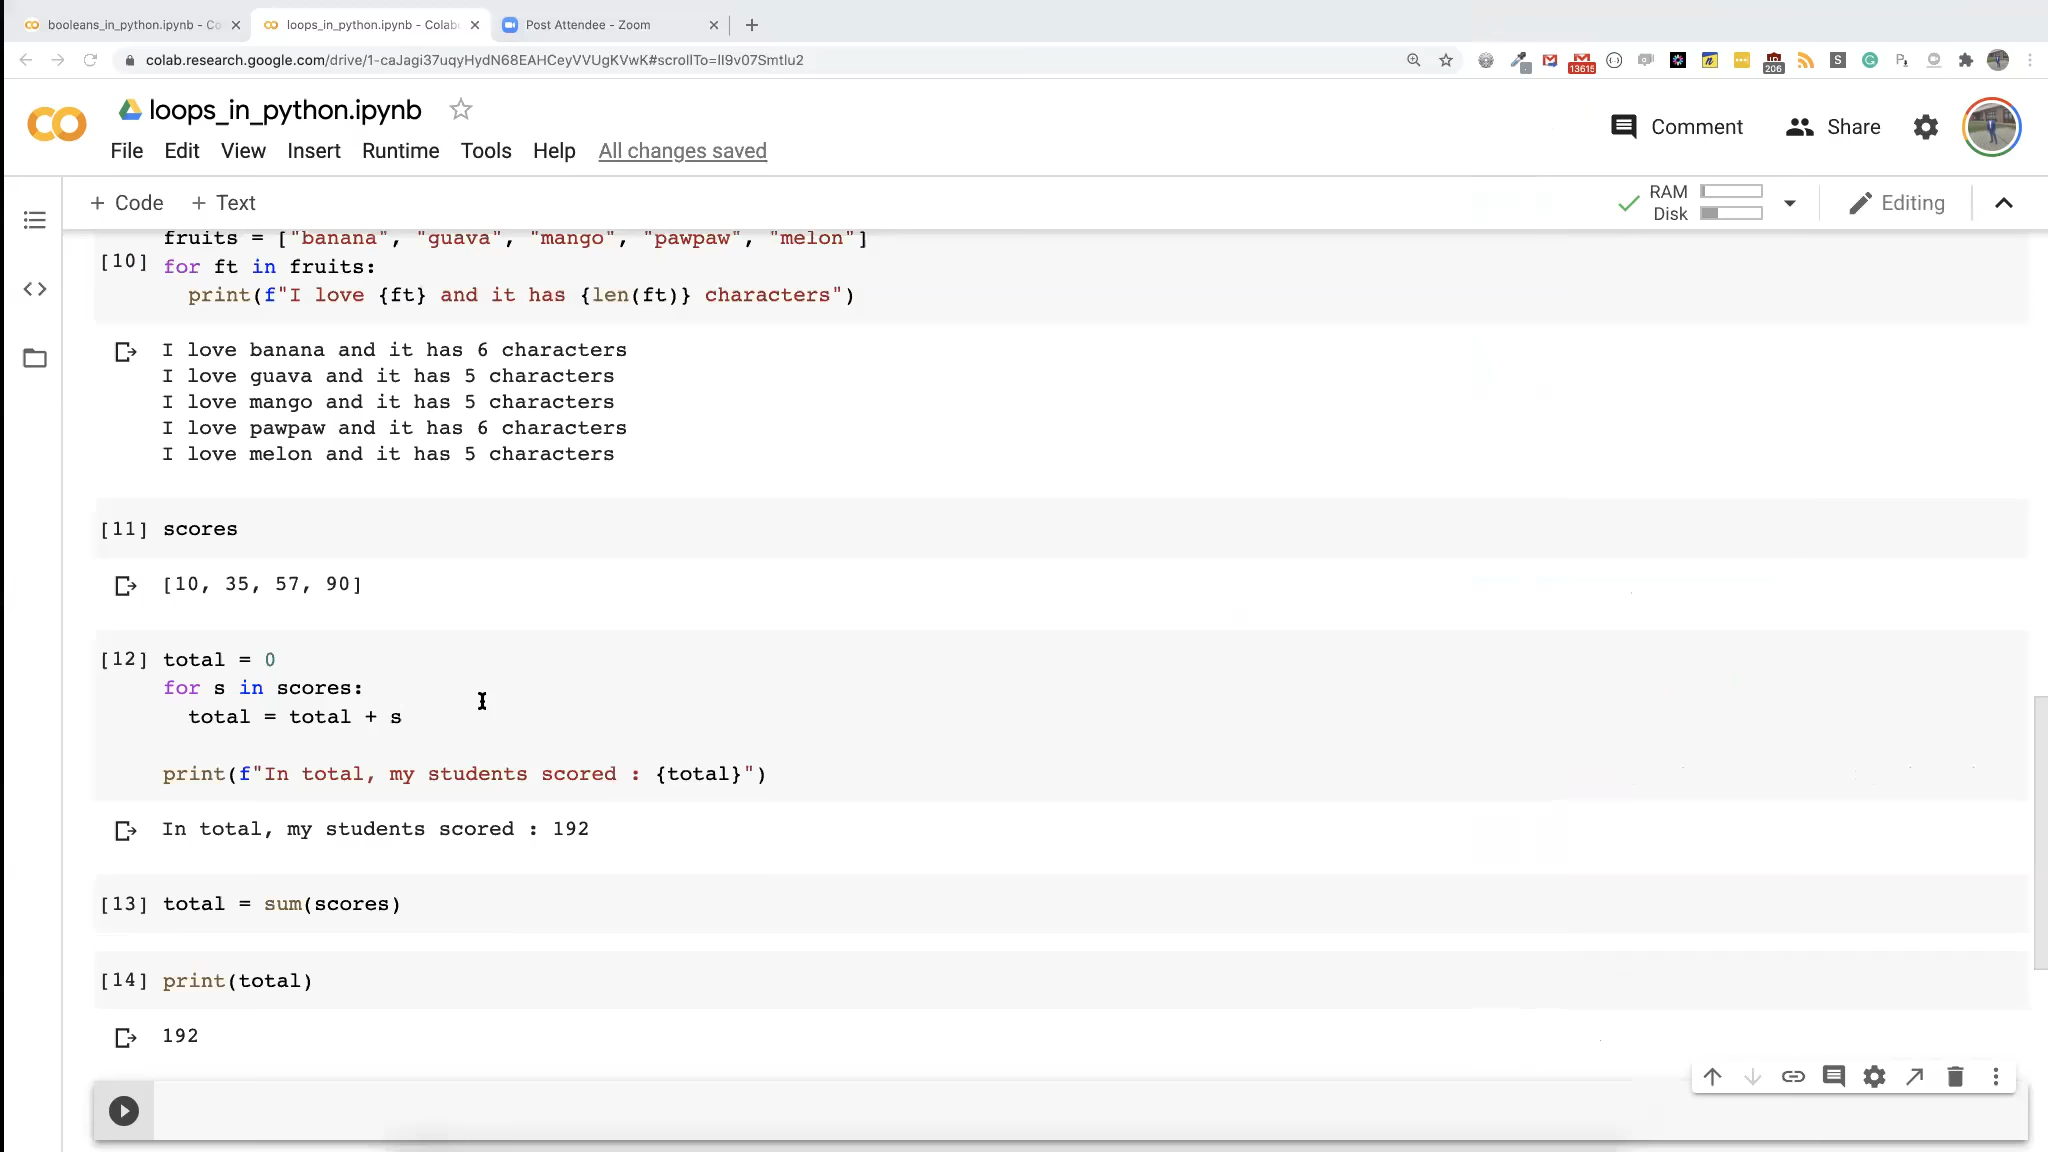 booleans_in_python.ipynb - Co
loops_in_python.ipynb - Colabo
Post Attendee - Zoom
colab.research.google.com/drive/1-caJagi37uqyHydN68EAHCeyVVUgKVwK#scrollTo=II9v07Smtlu2
13615
206
loops_in_python.ipynb
Comment
Share
File Edit View Insert Runtime Tools Help All changes saved
+ Code + Text
RAM
Disk
Editing
fruits = ["banana", "guava", "mango", "pawpaw", "melon"]
[10] for ft in fruits:
print(f"I love {ft} and it has {len(ft)} characters")
I love banana and it has 6 characters
I love guava and it has 5 characters
I love mango and it has 5 characters
I love pawpaw and it has 6 characters
I love melon and it has 5 characters
[11] scores
[10, 35, 57, 90]
[12] total = 0
for s in scores:
total = total + s
print(f"In total, my students scored : {total}")
In total, my students scored : 192
[13] total = sum(scores)
[14] print(total)
192